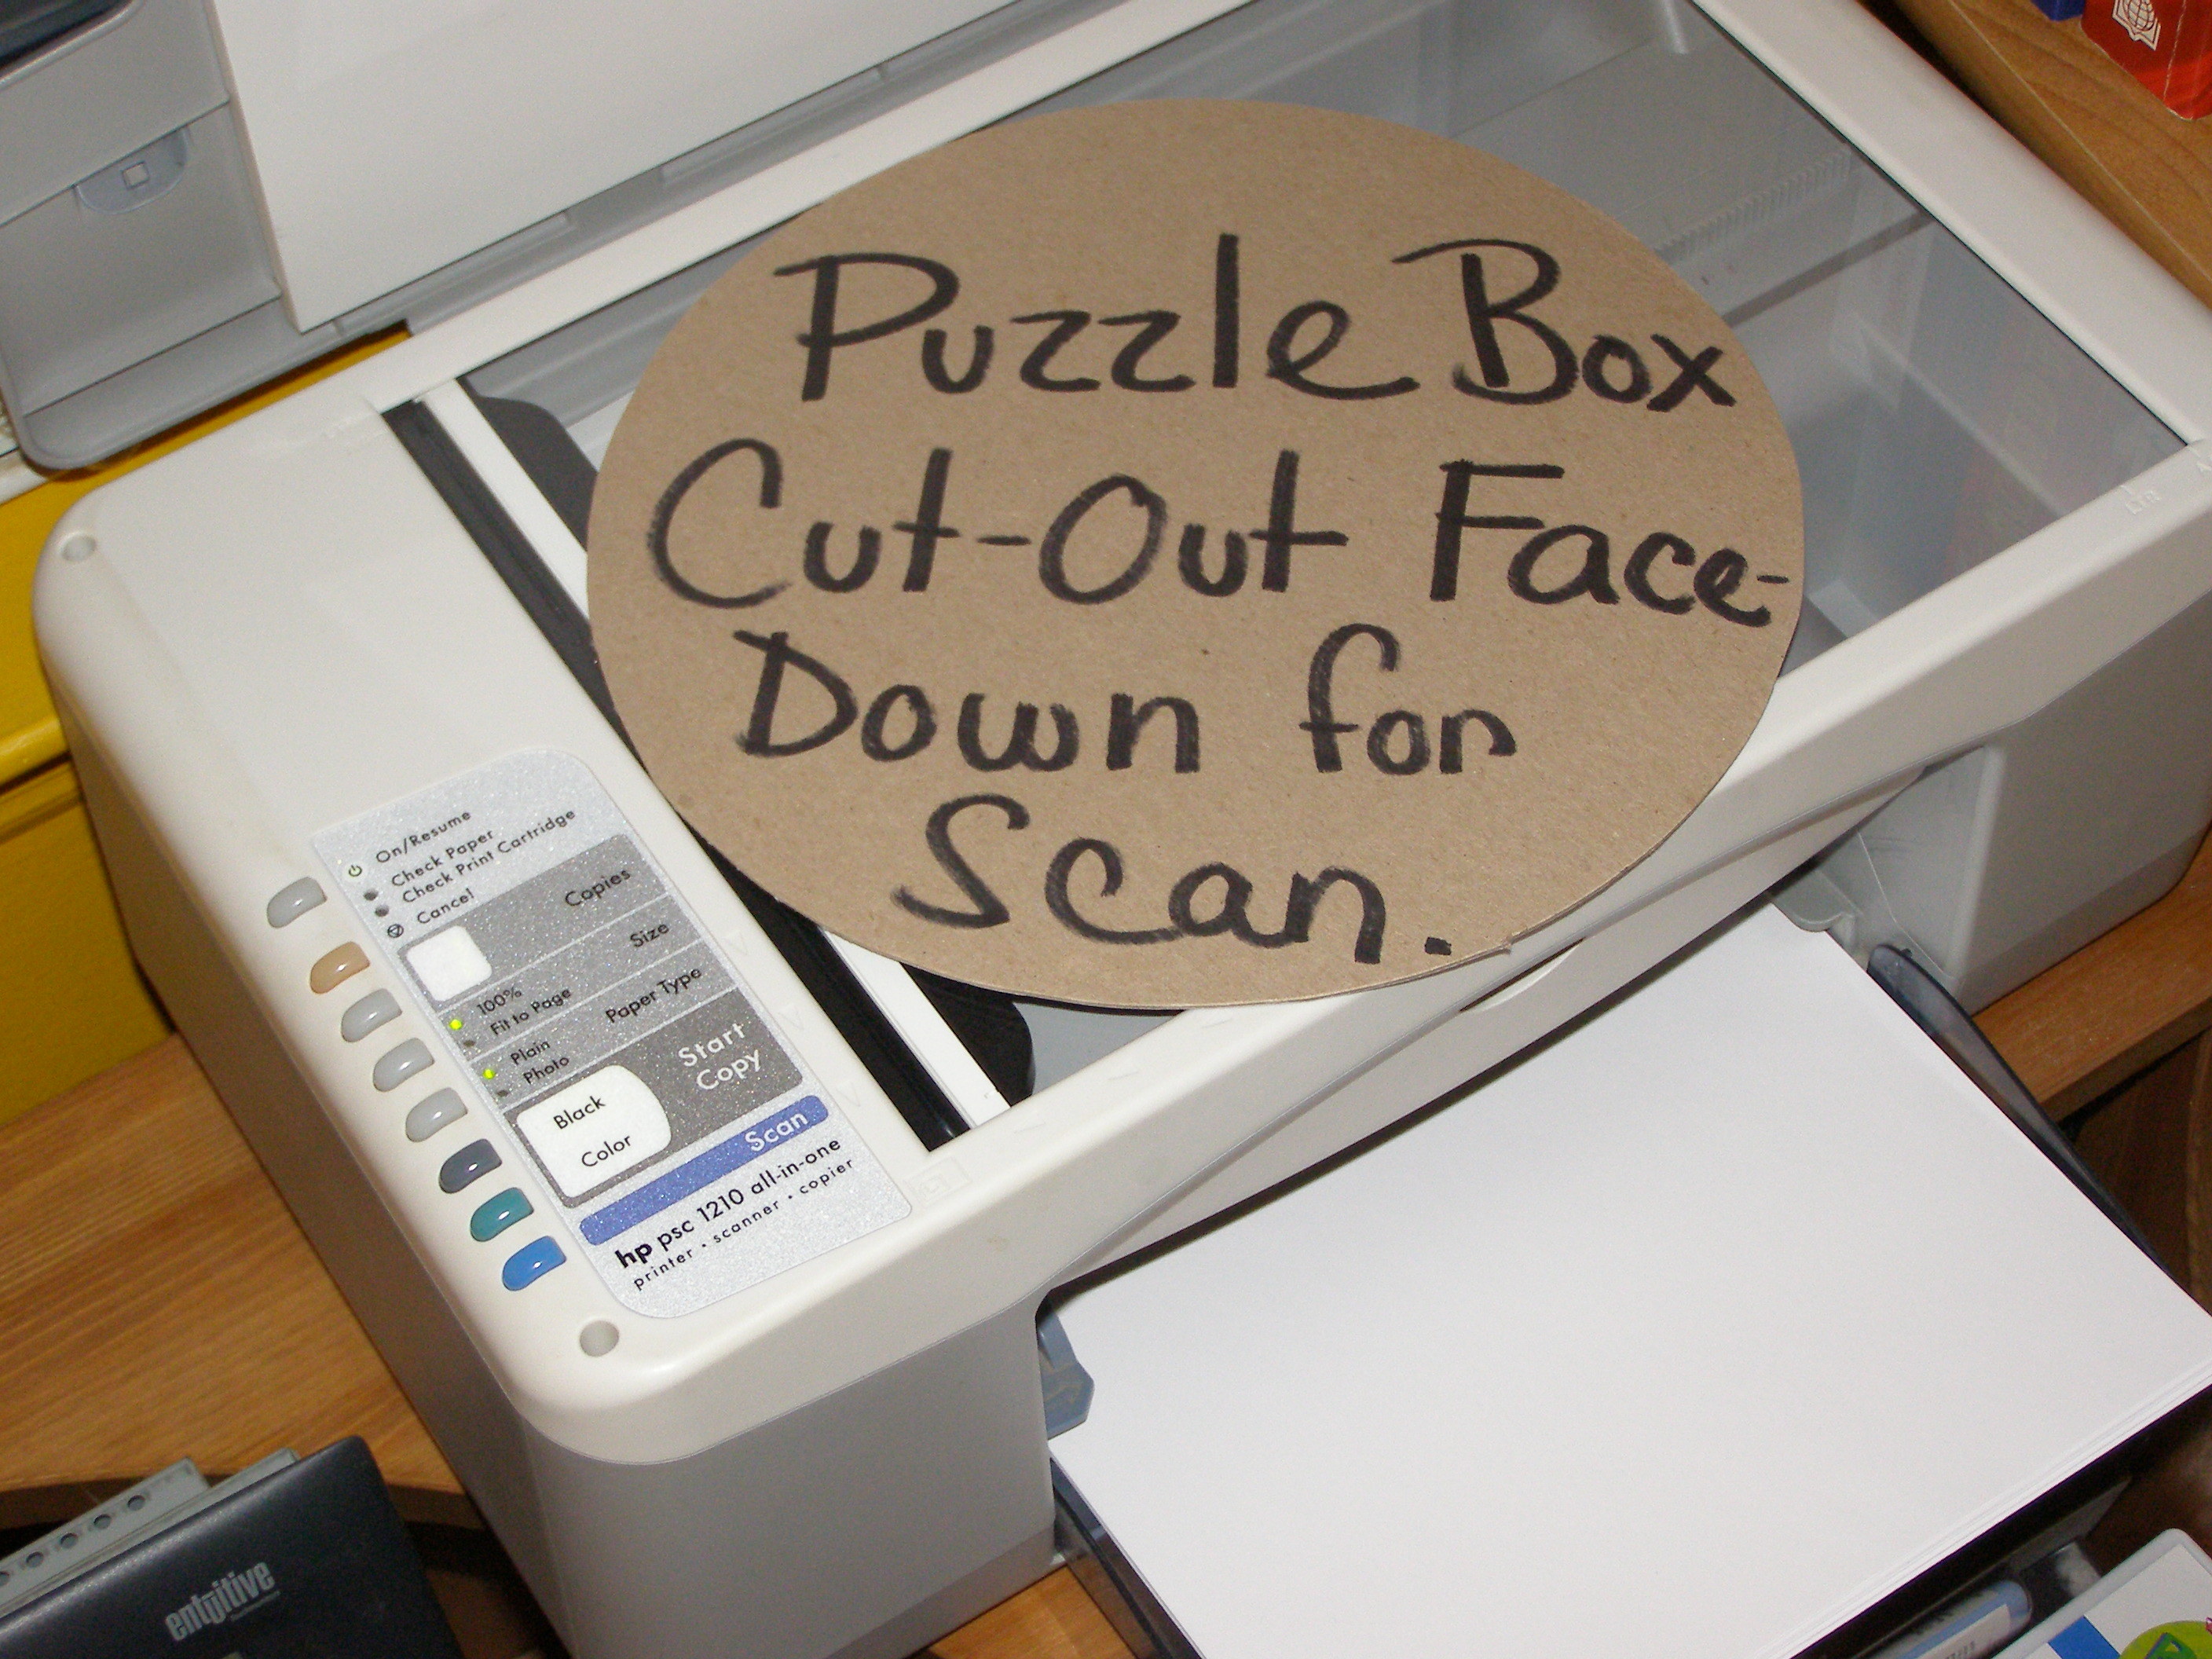 Puzzle Box
Cut-Out Face-
Down for
Scan.
On/Resume
Check Paper
Check Print Cartridge
Cancel
Copies
Size
100%
Fit to Page
Paper Type
Plain
Photo
Start
Copy
Black
Color
Scan
hp psc 1210 all-in-one
printer • scanner • copier
entuitive